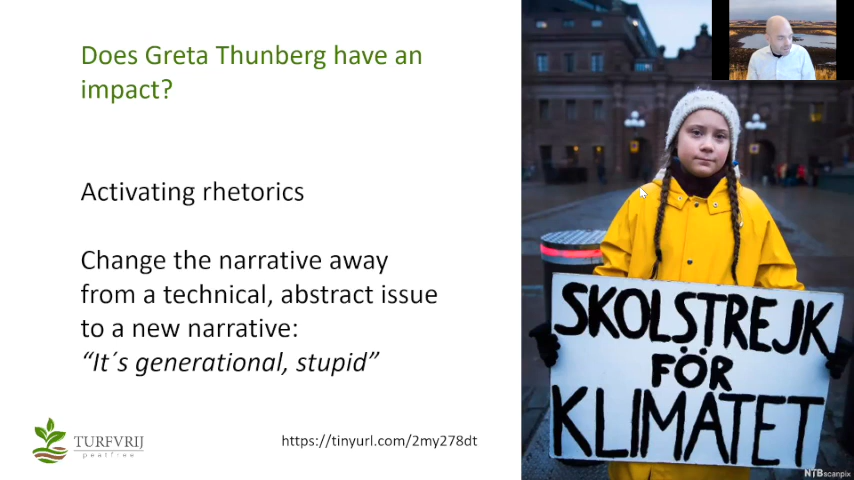 Does Greta Thunberg have an
impact?
Activating rhetorics
Change the narrative away
from a technical, abstract issue
to a new narrative:
“It´s generational, stupid”
TURFVRIJ
peatfree
https://tinyurl.com/2my278dt
SKOLSTREJK
FÖR
KLIMATET
NTBscanpix